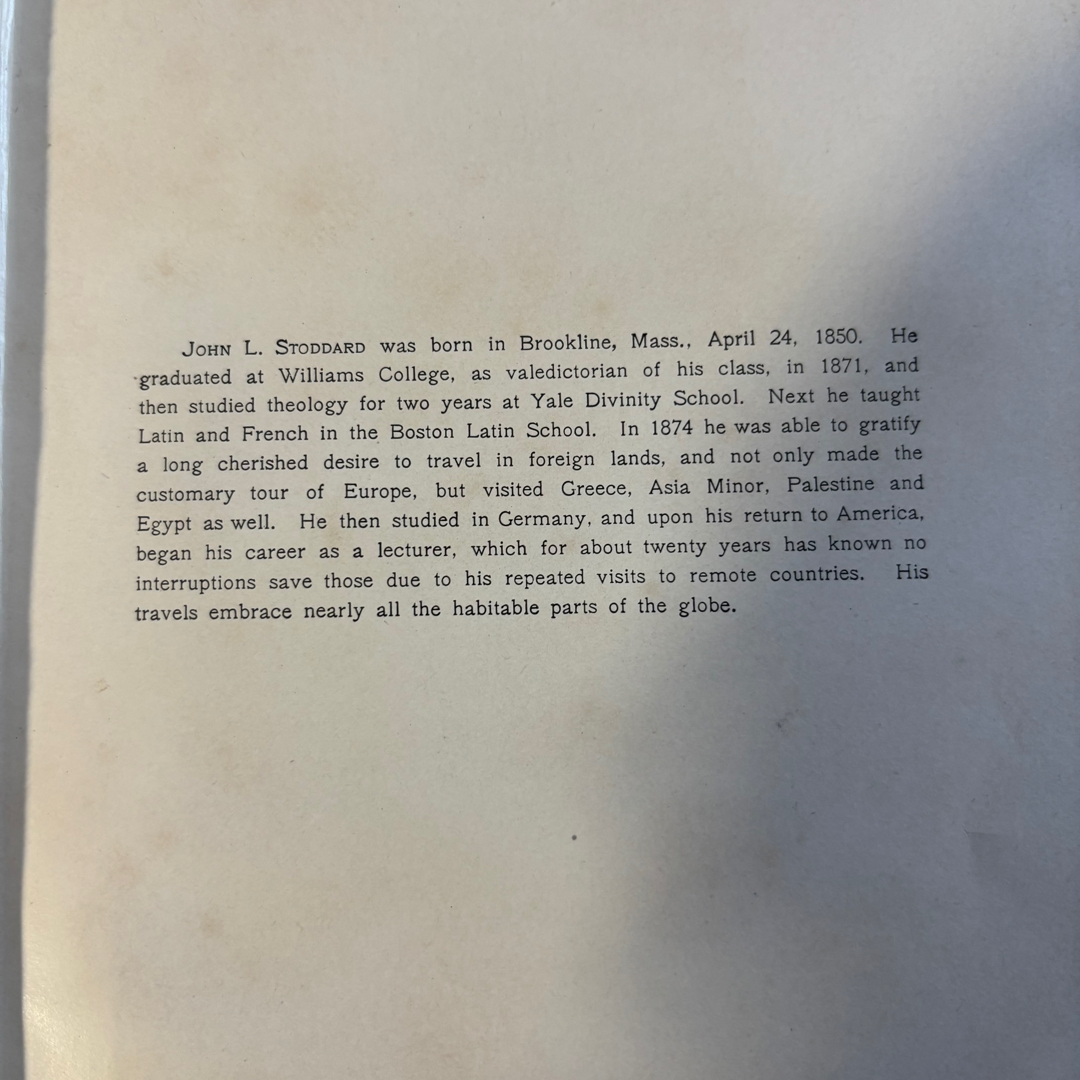 JOHN L. STODDARD was born in Brookline, Mass., April 24, 1850. He
graduated at Williams College, as valedictorian of his class, in 1871, and
then studied theology for two years at Yale Divinity School. Next he taught
Latin and French in the Boston Latin School. In 1874 he was able to gratify
a long cherished desire to travel in foreign lands, and not only made the
customary tour of Europe, but visited Greece, Asia Minor, Palestine and
Egypt as well. He then studied in Germany, and upon his return to America,
began his career as a lecturer, which for about twenty years has known no
interruptions save those due to his repeated visits to remote countries. His
travels embrace nearly all the habitable parts of the globe.